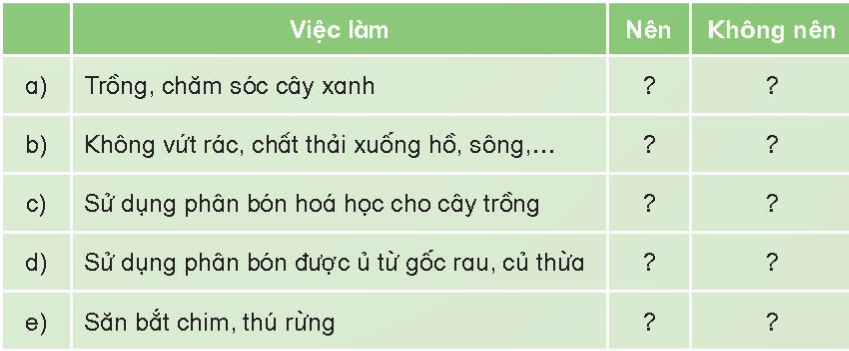 Việc làm Nên Không nên
a) Trồng, chăm sóc cây xanh ? ?
b) Không vứt rác, chất thải xuống hồ, sông,... ? ?
c) Sử dụng phân bón hoá học cho cây trồng ? ?
d) Sử dụng phân bón được ủ từ gốc rau, củ thừa ? ?
e) Săn bắt chim, thú rừng ? ?